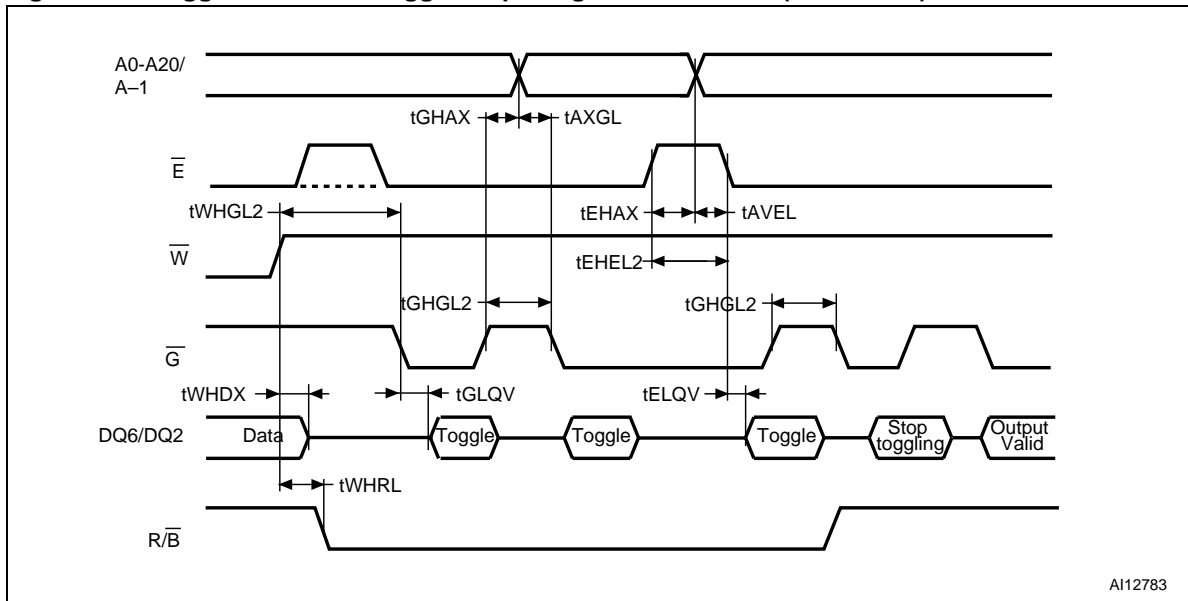 A0-A20/
A–1
tGHAX
tAXGL
E
tWHGL2
tEHAX
tAVEL
W
tEHEL2
tGHGL2
tGHGL2
G
tWHDX
tGLQV
tELQV
DQ6/DQ2
Data
Toggle
Toggle
Toggle
Stop
toggling
Output
Valid
tWHRL
R/B
AI12783